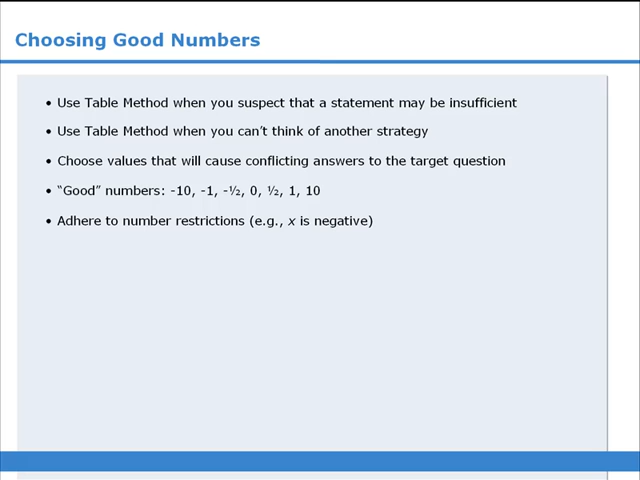 Choosing Good Numbers
• Use Table Method when you suspect that a statement may be insufficient
• Use Table Method when you can’t think of another strategy
• Choose values that will cause conflicting answers to the target question
• “Good” numbers: -10, -1, -½, 0, ½, 1, 10
• Adhere to number restrictions (e.g., x is negative)